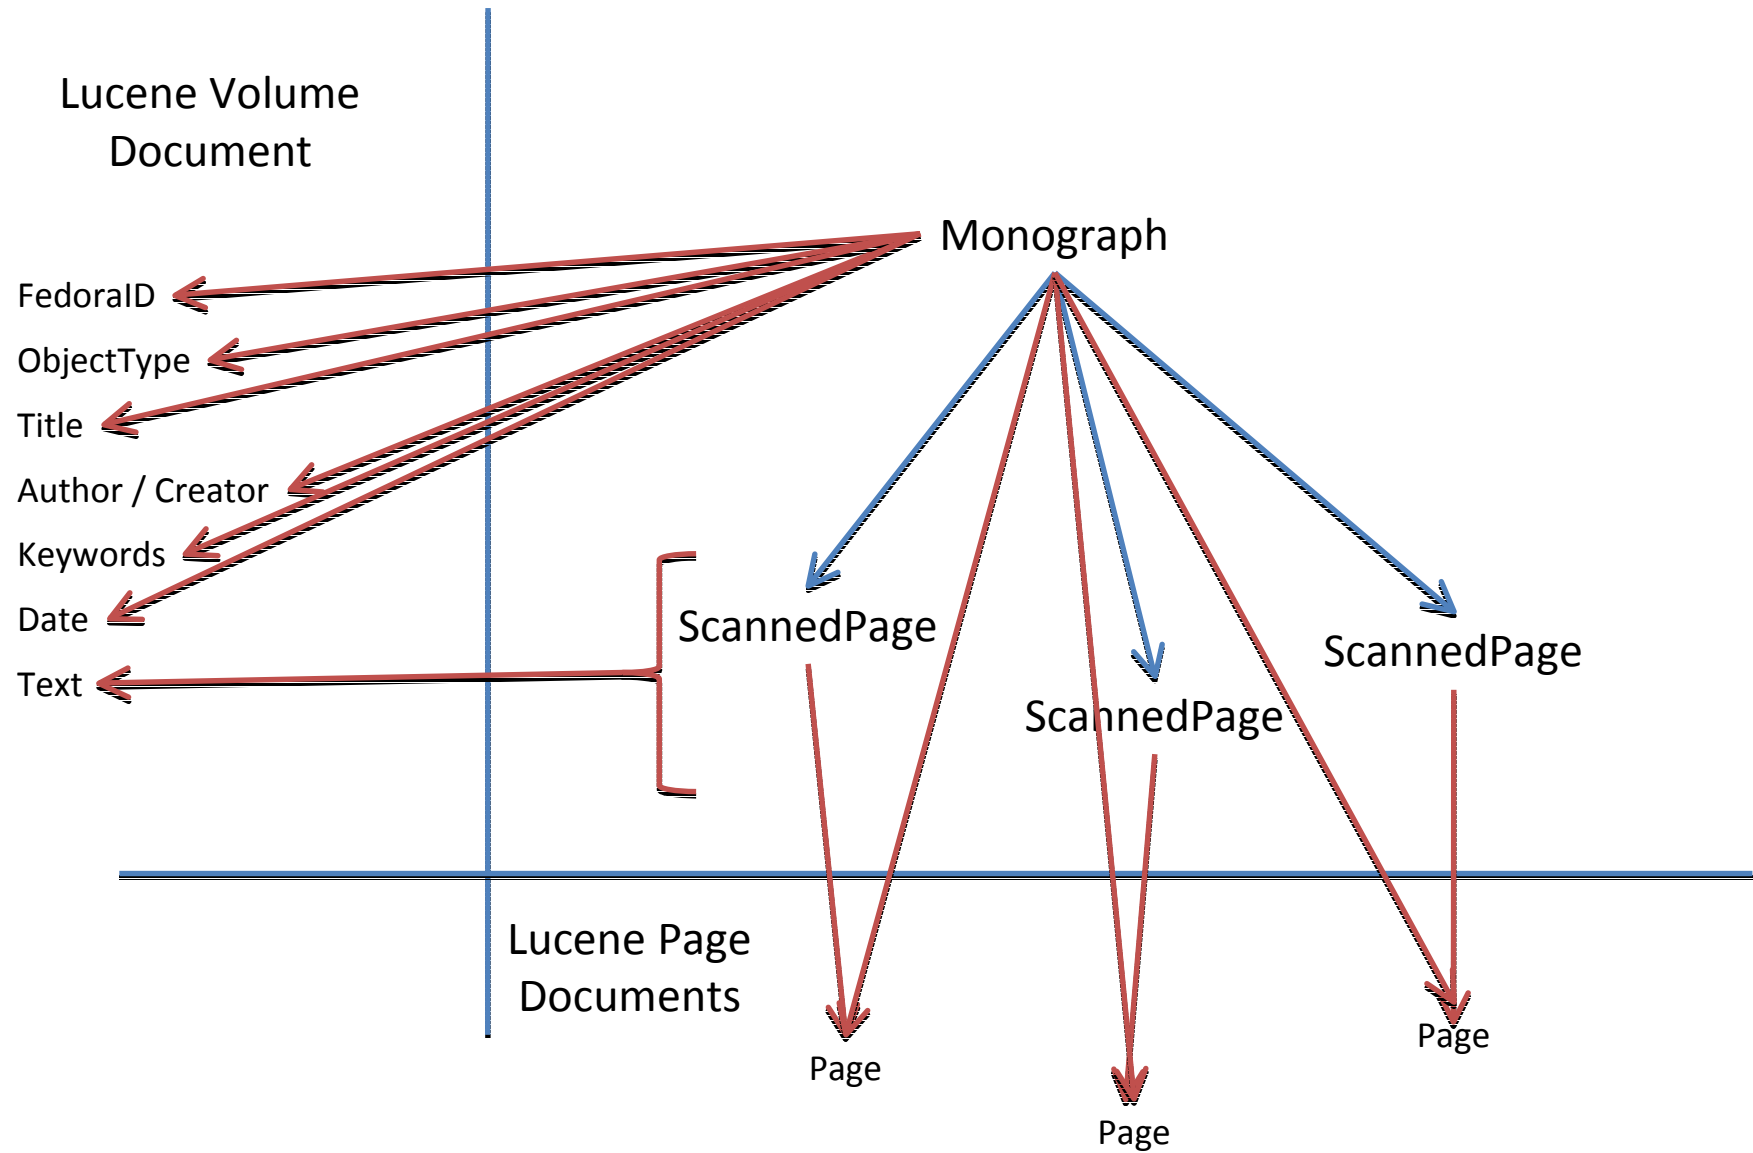 Lucene Volume
Document
Monograph
FedoraID
ObjectType
Title
Author / Creator
Keywords
Date
Text
ScannedPage
ScannedPage
ScannedPage
Lucene Page
Documents
Page
Page
Page